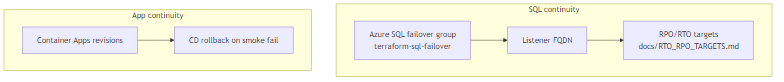 App continuity
Container Apps revisions
CD rollback on smoke fail
SQL continuity
Azure SQL failover group
terraform-sql-failover
Listener FQDN
RPO/RTO targets
docs/RTO_RPO_TARGETS.md